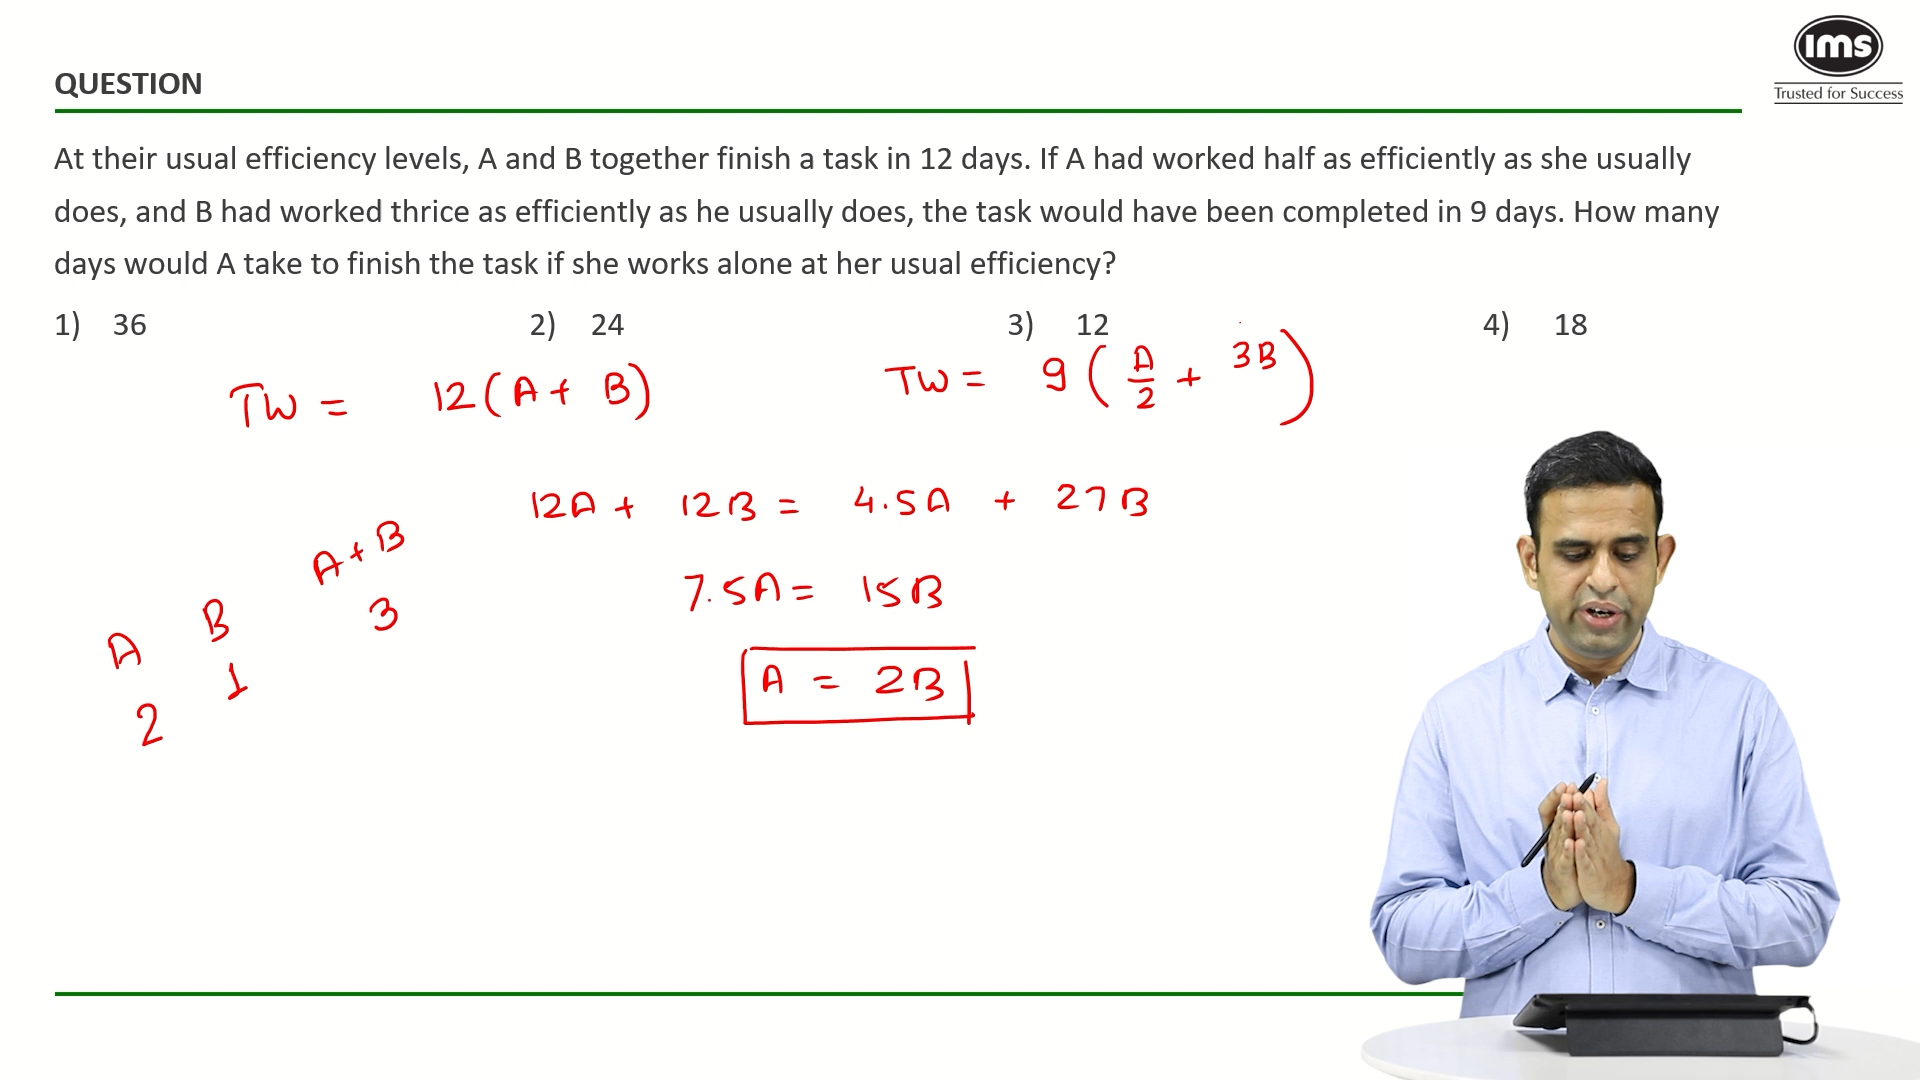 ims
Trusted for Success
QUESTION
At their usual efficiency levels, A and B together finish a task in 12 days. If A had worked half as efficiently as she usually
does, and B had worked thrice as efficiently as he usually does, the task would have been completed in 9 days. How many
days would A take to finish the task if she works alone at her usual efficiency?
1) 36 2) 24 3) 12 4) 18
TW = 12(A + B) TW = 9(A/2 + 3B)
12A + 12B = 4.5A + 27B
A + B
7.5A = 15B
A B 3
A = 2B
2 1